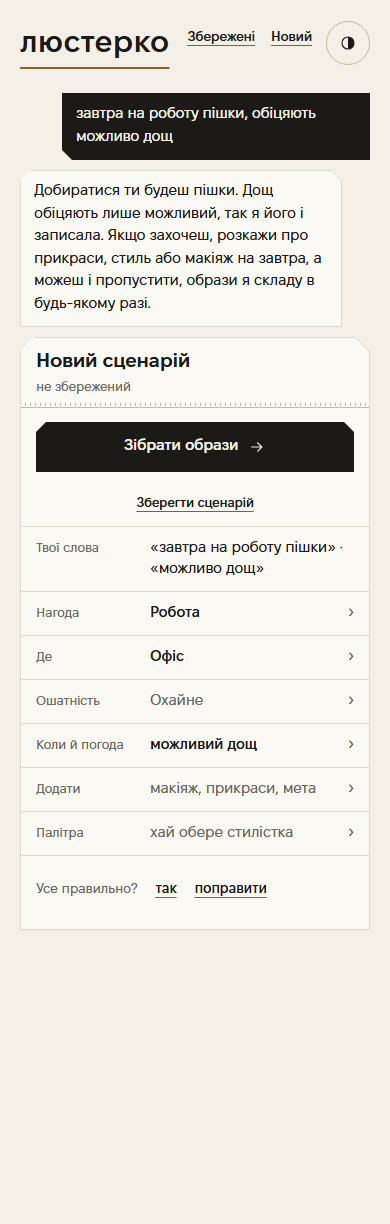 люстерко
Збережені
Новий
завтра на роботу пішки, обіцяють
можливо дощ
Добиратися ти будеш пішки. Дощ
обіцяють лише можливий, так я його і
записала. Якщо захочеш, розкажи про
прикраси, стиль або макіяж на завтра, а
можеш і пропустити, образи я складу в
будь-якому разі.
Новий сценарій
не збережений
Зібрати образи →
Зберегти сценарій
Твої слова «завтра на роботу пішки» ·
«можливо дощ»
Нагода Робота ›
Де Офіс ›
Ошатність Охайне ›
Коли й погода можливий дощ ›
Додати макіяж, прикраси, мета ›
Палітра хай обере стилістка ›
Усе правильно? так поправити